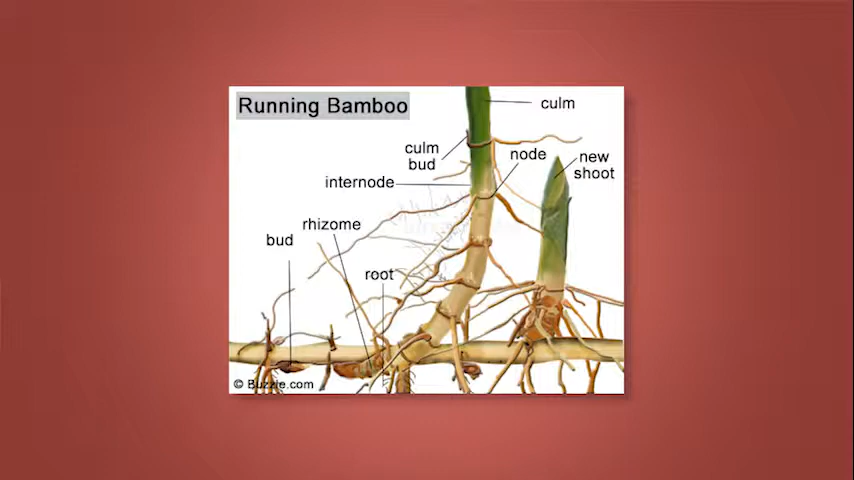 Running Bamboo
culm
culm
bud
node
new
shoot
internode
rhizome
bud
root
© Buzzle.com